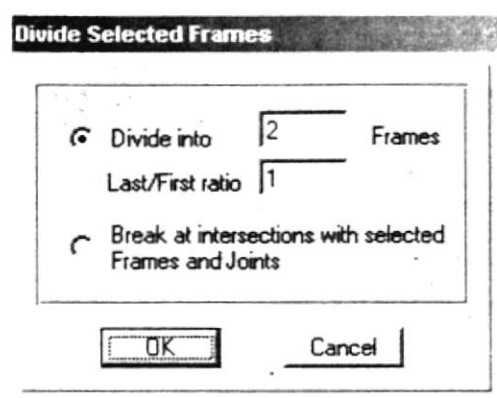 Divide Selected Frames
Divide into 2 Frames
Last/First ratio 1
Break at intersections with selected
Frames and Joints
OK Cancel